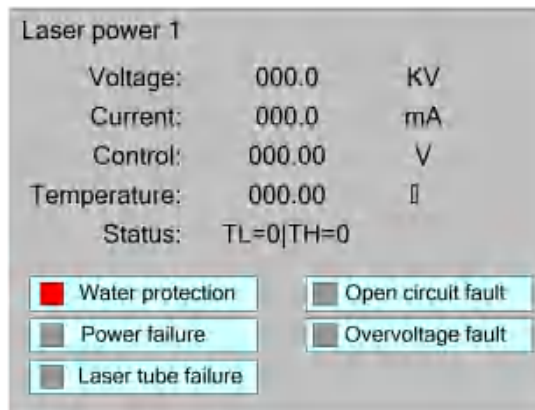 Laser power 1
Voltage: 000.0 KV
Current: 000.0 mA
Control: 000.00 V
Temperature: 000.00 ▯
Status: TL=0|TH=0
Water protection Open circuit fault
Power failure Overvoltage fault
Laser tube failure